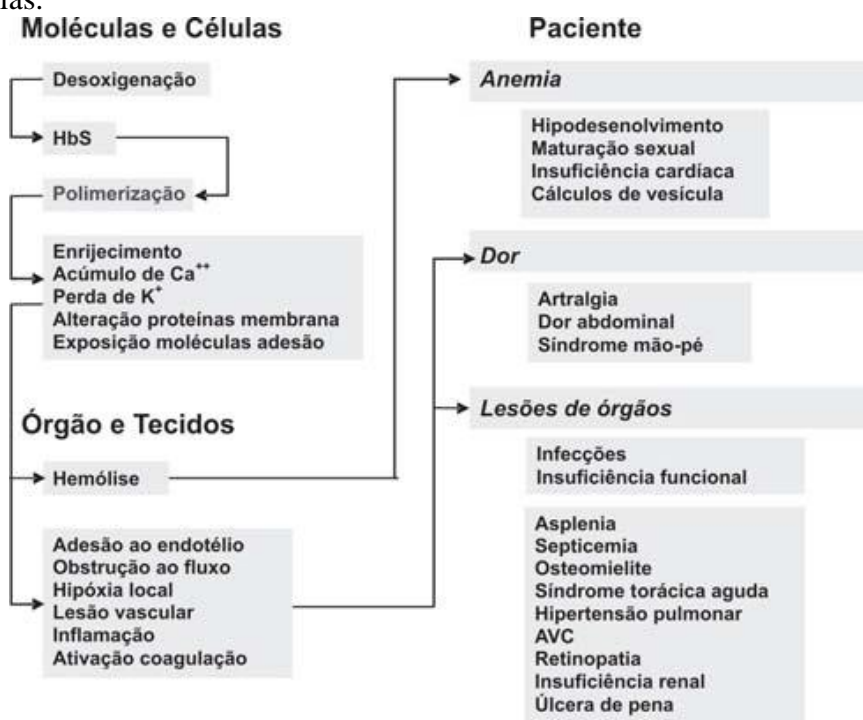 Moléculas e Células
Desoxigenação
HbS
Polimerização
Enrijecimento
Acúmulo de Ca++
Perda de K+
Alteração proteínas membrana
Exposição moléculas adesão
Órgão e Tecidos
Hemólise
Adesão ao endotélio
Obstrução ao fluxo
Hipóxia local
Lesão vascular
Inflamação
Ativação coagulação
Paciente
Anemia
Hipodesenolvimento
Maturação sexual
Insuficiência cardíaca
Cálculos de vesícula
Dor
Artralgia
Dor abdominal
Síndrome mão-pé
Lesões de órgãos
Infecções
Insuficiência funcional
Asplenia
Septicemia
Osteomielite
Síndrome torácica aguda
Hipertensão pulmonar
AVC
Retinopatia
Insuficiência renal
Úlcera de pena